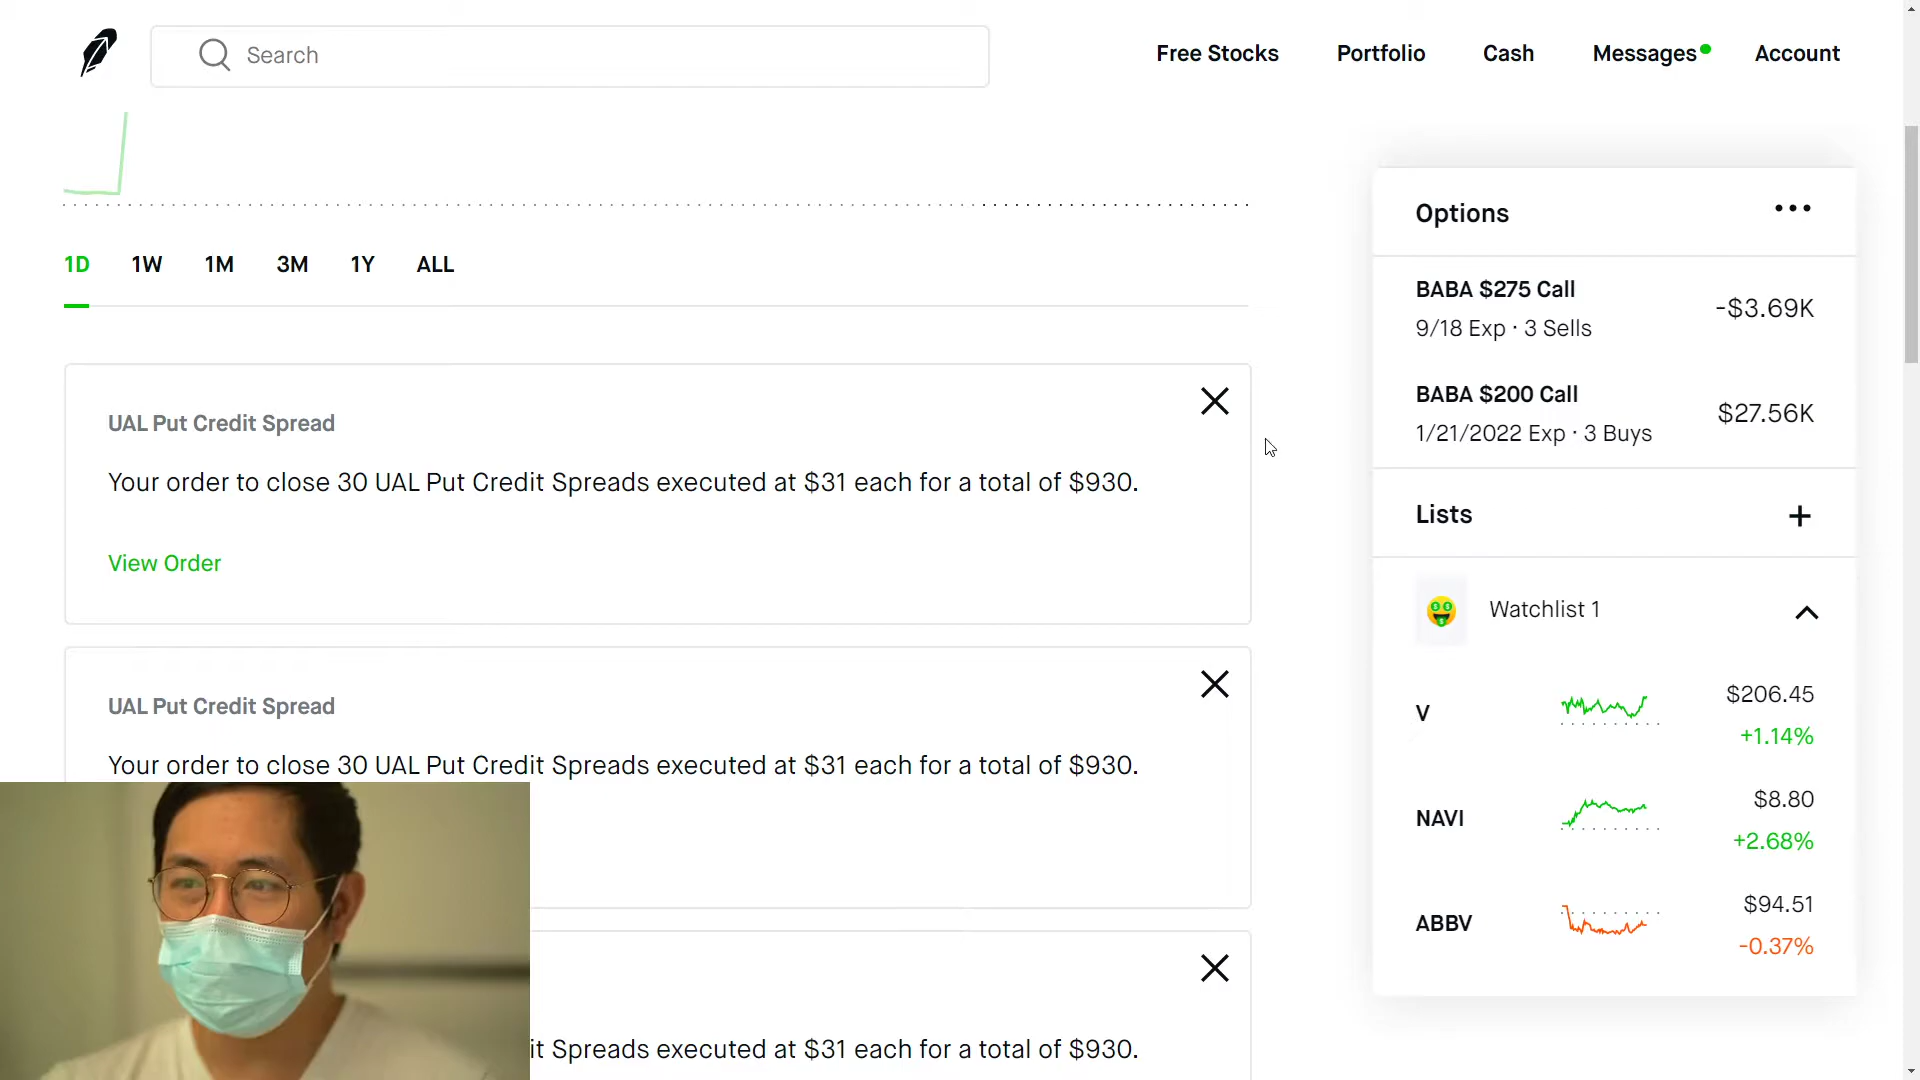 Search
Free Stocks
Portfolio
Cash
Messages
Account
1D
1W
1M
3M
1Y
ALL
UAL Put Credit Spread
Your order to close 30 UAL Put Credit Spreads executed at $31 each for a total of $930.
View Order
UAL Put Credit Spread
Your order to close 30 UAL Put Credit Spreads executed at $31 each for a total of $930.
it Spreads executed at $31 each for a total of $930.
Options
BABA $275 Call
9/18 Exp · 3 Sells
-$3.69K
BABA $200 Call
1/21/2022 Exp · 3 Buys
$27.56K
Lists
Watchlist 1
V
$206.45
+1.14%
NAVI
$8.80
+2.68%
ABBV
$94.51
-0.37%